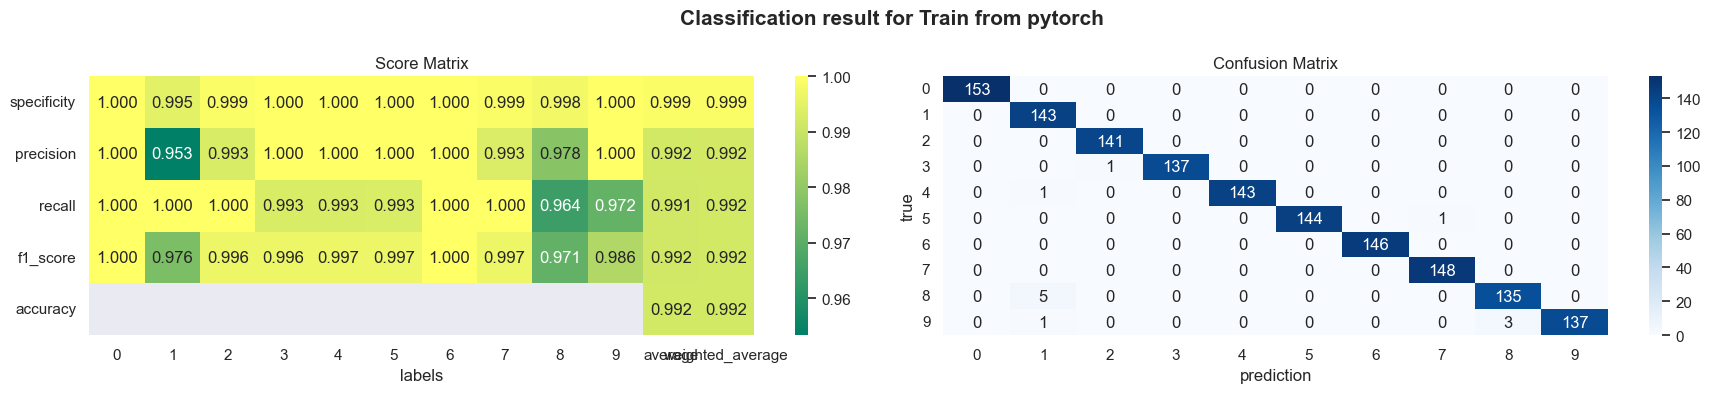 Classification result for Train from pytorch
Score Matrix
specificity 1.000 0.995 0.999 1.000 1.000 1.000 1.000 0.999 0.998 1.000 0.999 0.999
precision 1.000 0.953 0.993 1.000 1.000 1.000 1.000 0.993 0.978 1.000 0.992 0.992
recall 1.000 1.000 1.000 0.993 0.993 0.993 1.000 1.000 0.964 0.972 0.991 0.992
f1_score 1.000 0.976 0.996 0.996 0.997 0.997 1.000 0.997 0.971 0.986 0.992 0.992
accuracy 0.992 0.992
0 1 2 3 4 5 6 7 8 9 average weighted_average
labels
1.00
0.99
0.98
0.97
0.96
Confusion Matrix
true
0 153 0 0 0 0 0 0 0 0 0
1 0 143 0 0 0 0 0 0 0 0
2 0 0 141 0 0 0 0 0 0 0
3 0 0 1 137 0 0 0 0 0 0
4 0 1 0 0 143 0 0 0 0 0
5 0 0 0 0 0 144 0 1 0 0
6 0 0 0 0 0 0 146 0 0 0
7 0 0 0 0 0 0 0 148 0 0
8 0 5 0 0 0 0 0 0 135 0
9 0 1 0 0 0 0 0 0 3 137
0 1 2 3 4 5 6 7 8 9
prediction
140
120
100
80
60
40
20
0